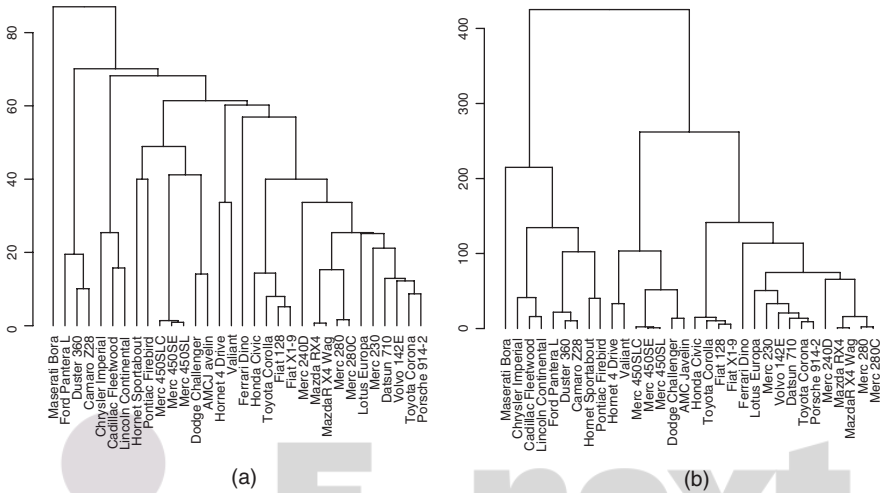 80
60
40
20
0
Maserati Bora
Ford Pantera L
Duster 360
Camaro Z28
Chrysler Imperial
Cadillac Fleetwood
Lincoln Continental
Hornet Sportabout
Pontiac Firebird
Merc 450SLC
Merc 450SE
Merc 450SL
Dodge Challenger
AMCJ avelin
Hornet 4 Drive
Valiant
Ferrari Dino
Honda Civic
Toyota Corolla
Fiat 128
Fiat X1-9
Merc 240D
Mazda RX4
MazdaR X4 Wag
Merc 280
Merc 280C
Lotus Europa
Merc 230
Datsun 710
Volvo 142E
Toyota Corona
Porsche 914-2
(a)
400
300
200
100
0
Maserati Bora
Chrysler Imperial
Cadillac Fleetwood
Lincoln Continental
Ford Pantera L
Duster 360
Camaro Z28
Hornet Sportabout
Pontiac Firebird
Hornet 4 Drive
Valiant
Merc 450SLC
Merc 450SE
Merc 450SL
Dodge Challenger
AMC Javelin
Honda Civic
Toyota Corolla
Fiat 128
Fiat X1-9
Ferrari Dino
Lotus Europa
Merc 230
Volvo 142E
Datsun 710
Toyota Corona
Porsche 914-2
Merc 240D
Mazda RX4
MazdaR X4 Wag
Merc 280
Merc 280C
(b)